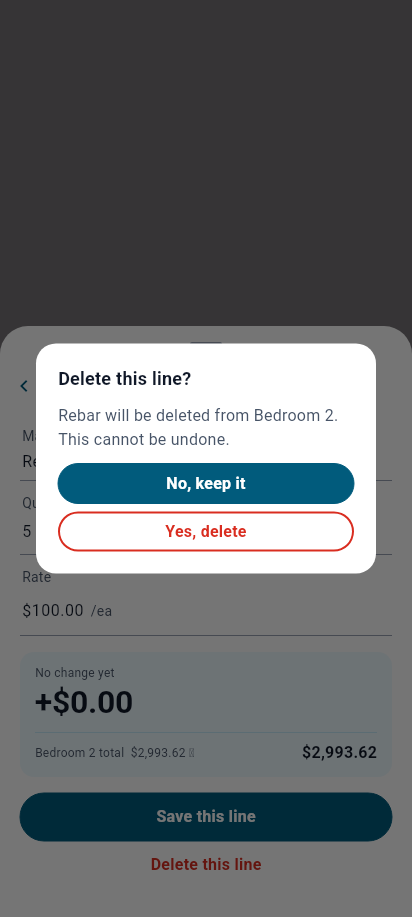 Delete this line?
Rebar will be deleted from Bedroom 2.
This cannot be undone.
No, keep it
Yes, delete
5
Rate
$100.00 /ea
No change yet
+$0.00
Bedroom 2 total $2,993.62
$2,993.62
Save this line
Delete this line